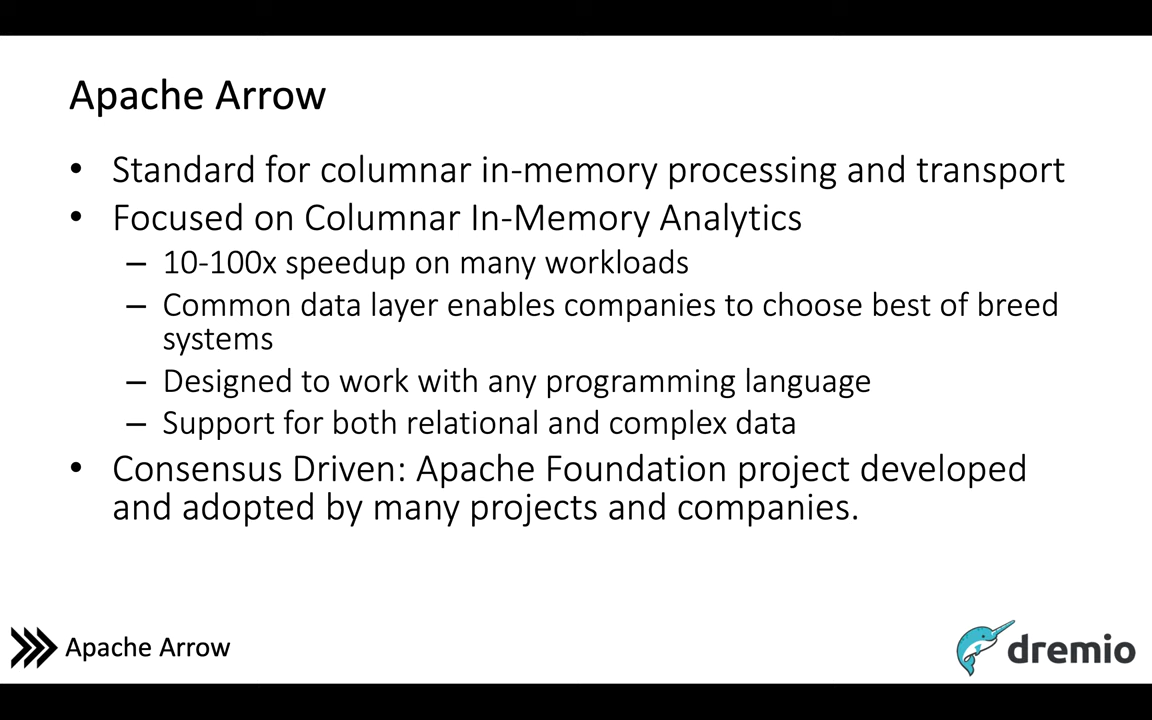 Apache Arrow
• Standard for columnar in-memory processing and transport
• Focused on Columnar In-Memory Analytics
– 10-100x speedup on many workloads
– Common data layer enables companies to choose best of breed
systems
– Designed to work with any programming language
– Support for both relational and complex data
• Consensus Driven: Apache Foundation project developed
and adopted by many projects and companies.
Apache Arrow
dremio